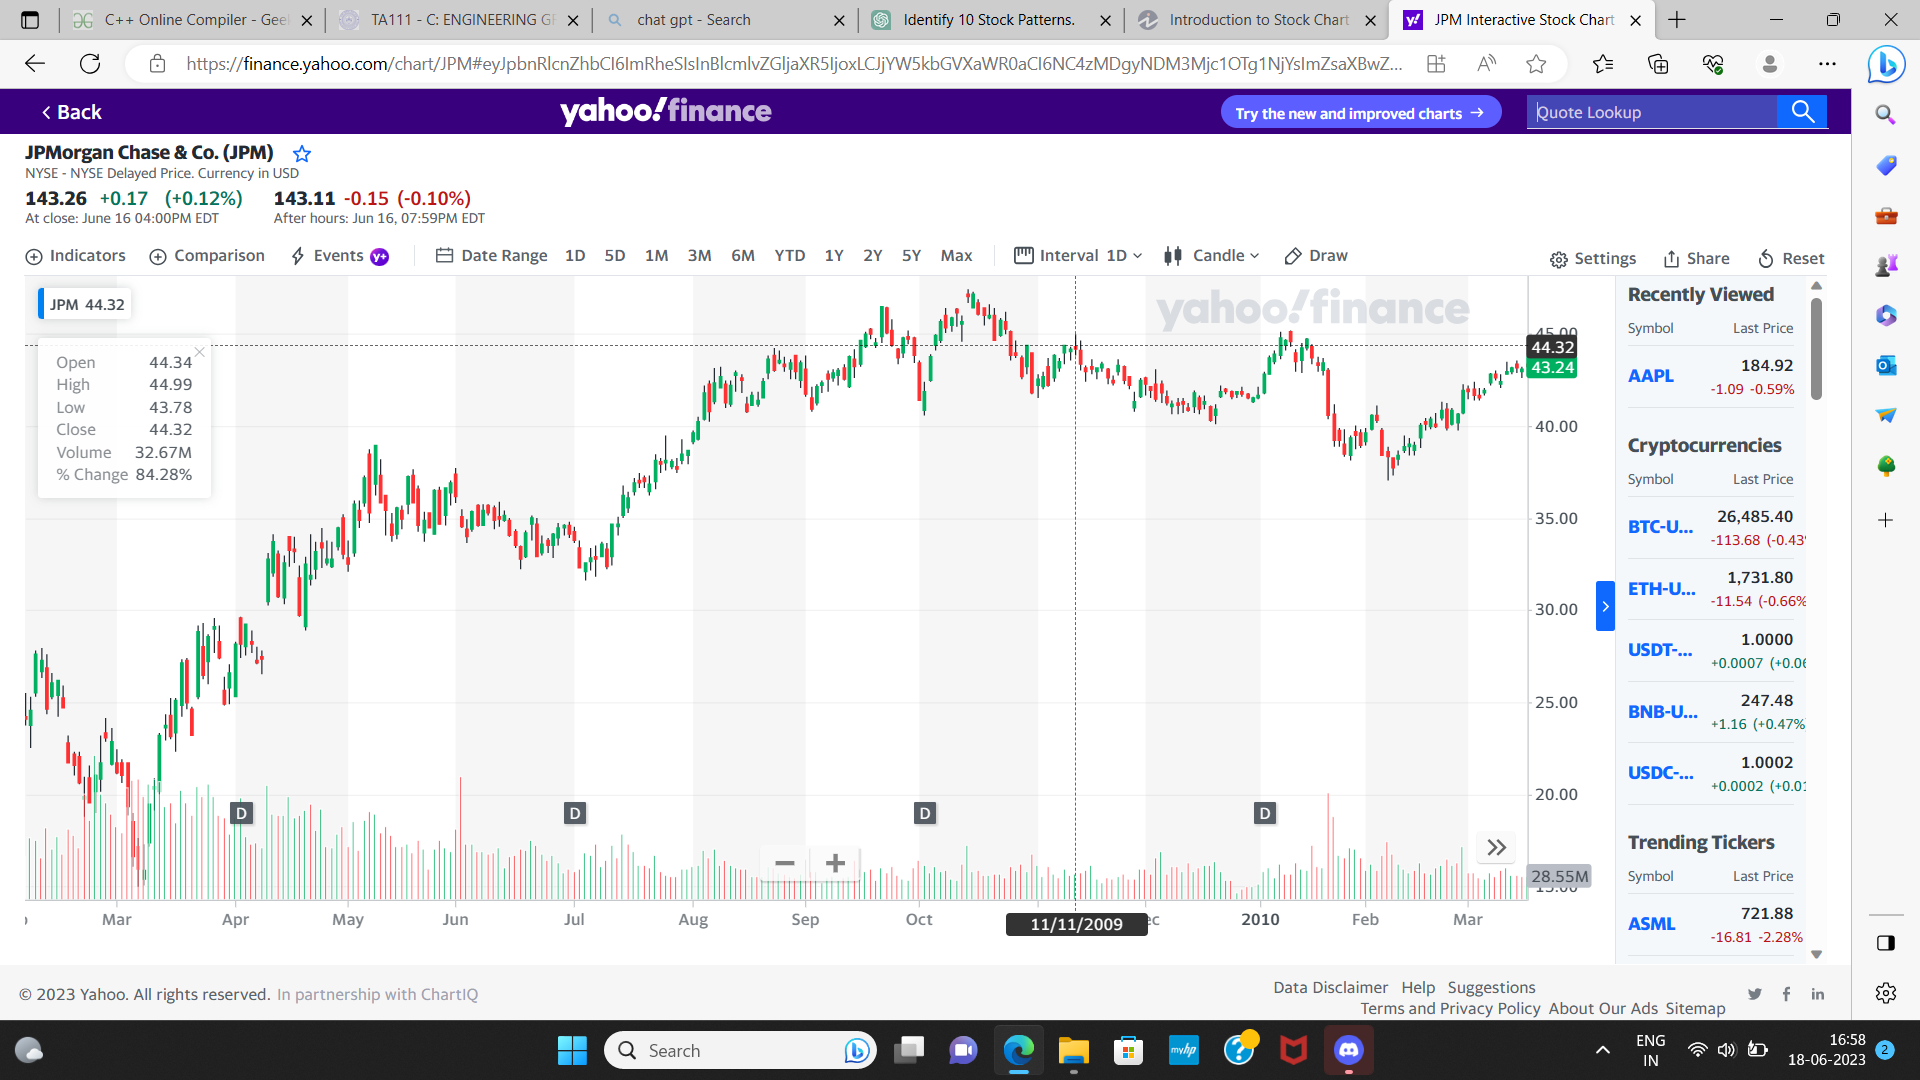 C++ Online Compiler - Geel
TA111 - C: ENGINEERING GR
chat gpt - Search
Identify 10 Stock Patterns.
Introduction to Stock Chart
JPM Interactive Stock Chart
https://finance.yahoo.com/chart/JPM#eyJpbnRlcnZhbCI6ImRheSIsInBlcmlvZGljaXR5IjoxLCJjYW5kbGVXaWR0aCI6NC4zMDgyNDM3Mjc1OTg1NjYsImZsaXBwZ...
Back
yahoo!finance
Try the new and improved charts →
Quote Lookup
JPMorgan Chase & Co. (JPM)
NYSE - NYSE Delayed Price. Currency in USD
143.26 +0.17 (+0.12%) 143.11 -0.15 (-0.10%)
At close: June 16 04:00PM EDT After hours: Jun 16, 07:59PM EDT
Indicators Comparison Events y+ Date Range 1D 5D 1M 3M 6M YTD 1Y 2Y 5Y Max Interval 1D Candle Draw Settings Share Reset
JPM 44.32
Open 44.34
High 44.99
Low 43.78
Close 44.32
Volume 32.67M
% Change 84.28%
yahoo!finance
45.00
44.32
43.24
40.00
35.00
30.00
25.00
20.00
28.55M
15.00
D D D D
Mar Apr May Jun Jul Aug Sep Oct 11/11/2009 ec 2010 Feb Mar
Recently Viewed
Symbol Last Price
AAPL 184.92
-1.09 -0.59%
Cryptocurrencies
Symbol Last Price
BTC-U... 26,485.40
-113.68 (-0.43%
ETH-U... 1,731.80
-11.54 (-0.66%
USDT-... 1.0000
+0.0007 (+0.06
BNB-U... 247.48
+1.16 (+0.47%
USDC-... 1.0002
+0.0002 (+0.01
Trending Tickers
Symbol Last Price
ASML 721.88
-16.81 -2.28%
© 2023 Yahoo. All rights reserved. In partnership with ChartIQ
Data Disclaimer Help Suggestions
Terms and Privacy Policy About Our Ads Sitemap
Search
myhp
ENG
IN
16:58
18-06-2023
2